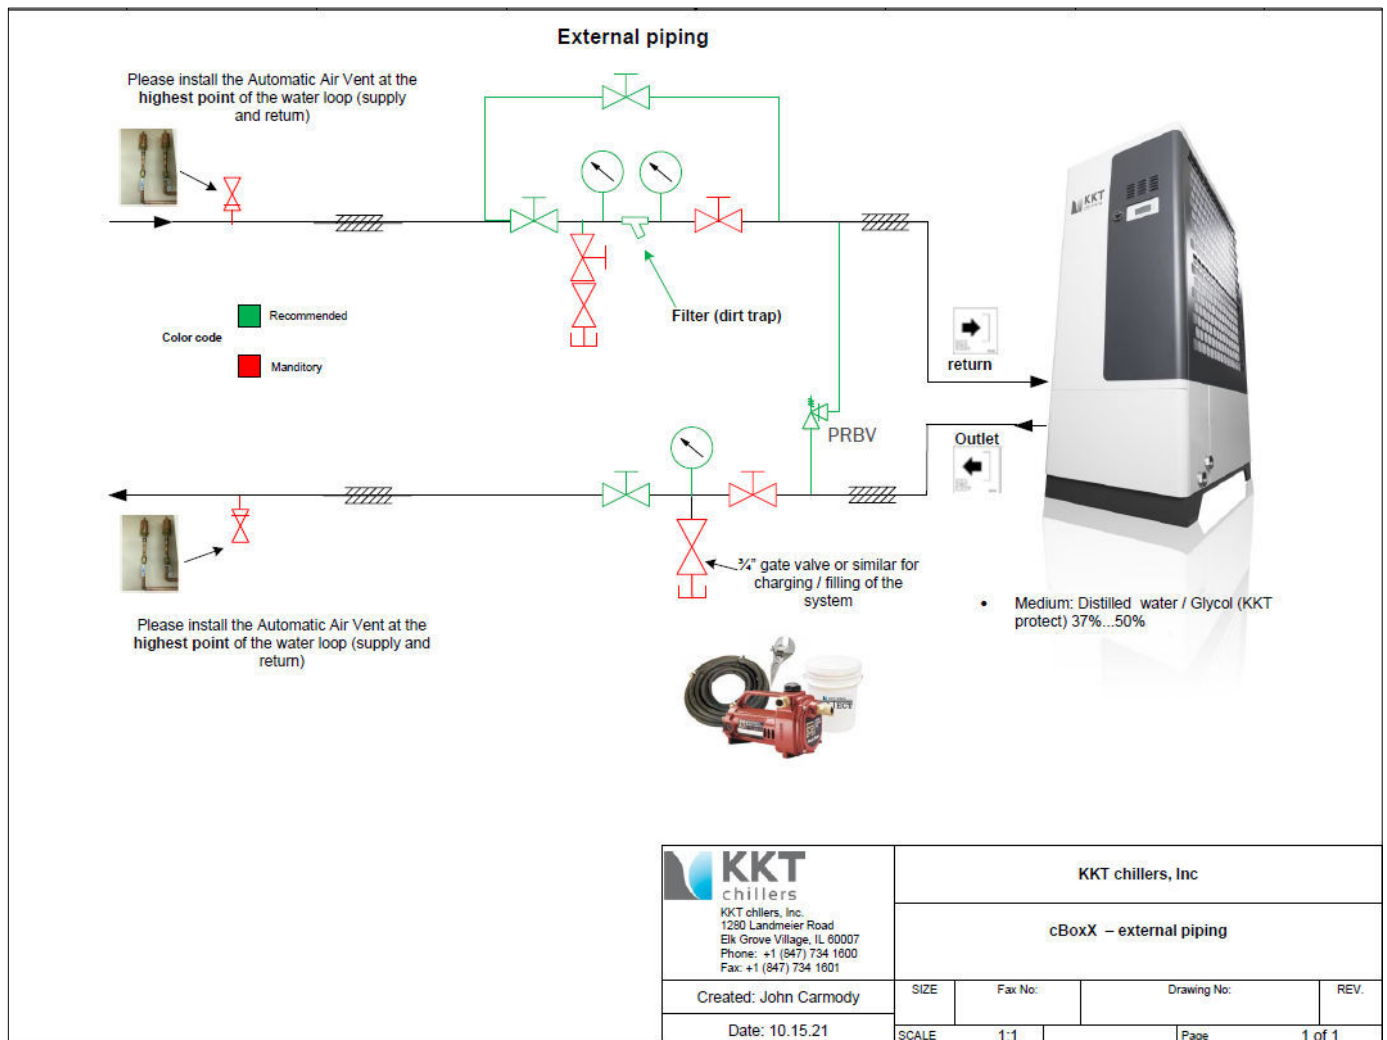 External piping
Please install the Automatic Air Vent at the
highest point of the water loop (supply
and return)
Filter (dirt trap)
Color code
Recommended
Manditory
return
PRBV
Outlet
KKT
¾" gate valve or similar for
charging / filling of the
system
• Medium: Distilled water / Glycol (KKT
protect) 37%...50%
Please install the Automatic Air Vent at the
highest point of the water loop (supply and
return)
ECT
KKT
chillers
KKT chllers, Inc.
1280 Landmeier Road
Elk Grove Village, IL 60007
Phone: +1 (847) 734 1600
Fax: +1 (847) 734 1601
Created: John Carmody
Date: 10.15.21
KKT chillers, Inc
cBoxX – external piping
SIZE
Fax No:
Drawing No:
REV.
SCALE
1:1
Page
1 of 1